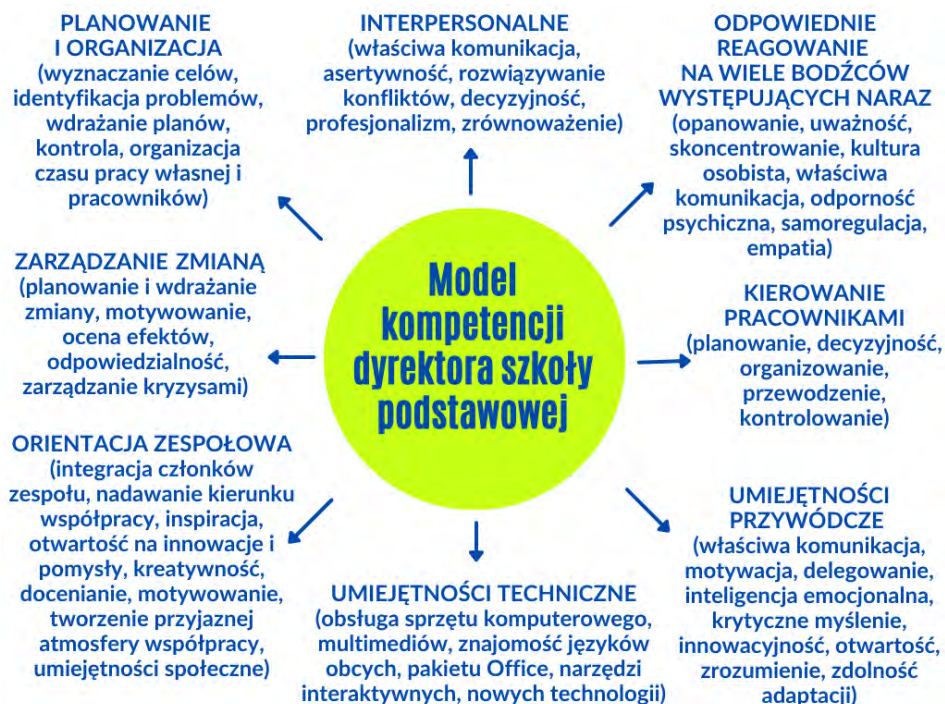 PLANOWANIE
I ORGANIZACJA
(wyznaczanie celów,
identyfikacja problemów,
wdrażanie planów,
kontrola, organizacja
czasu pracy własnej i
pracowników)
INTERPERSONALNE
(właściwa komunikacja,
asertywność, rozwiązywanie
konfliktów, decyzyjność,
profesjonalizm, zrównoważenie)
ODPOWIEDNIE
REAGOWANIE
NA WIELE BODŹCÓW
WYSTĘPUJĄCYCH NARAZ
(opanowanie, uważność,
skoncentrowanie, kultura
osobista, właściwa
komunikacja, odporność
psychiczna, samoregulacja,
empatia)
ZARZĄDZANIE ZMIANĄ
(planowanie i wdrażanie
zmiany, motywowanie,
ocena efektów,
odpowiedzialność,
zarządzanie kryzysami)
Model
kompetencji
dyrektora szkoły
podstawowej
KIEROWANIE
PRACOWNIKAMI
(planowanie, decyzyjność,
organizowanie,
przewodzenie,
kontrolowanie)
ORIENTACJA ZESPOŁOWA
(integracja członków
zespołu, nadawanie kierunku
współpracy, inspiracja,
otwartość na innowacje i
pomysły, kreatywność,
docenianie, motywowanie,
tworzenie przyjaznej
atmosfery współpracy,
umiejętności społeczne)
UMIEJĘTNOŚCI TECHNICZNE
(obsługa sprzętu komputerowego,
multimediów, znajomość języków
obcych, pakietu Office, narzędzi
interaktywnych, nowych technologii)
UMIEJĘTNOŚCI
PRZYWÓDCZE
(właściwa komunikacja,
motywacja, delegowanie,
inteligencja emocjonalna,
krytyczne myślenie,
innowacyjność, otwartość,
zrozumienie, zdolność
adaptacji)